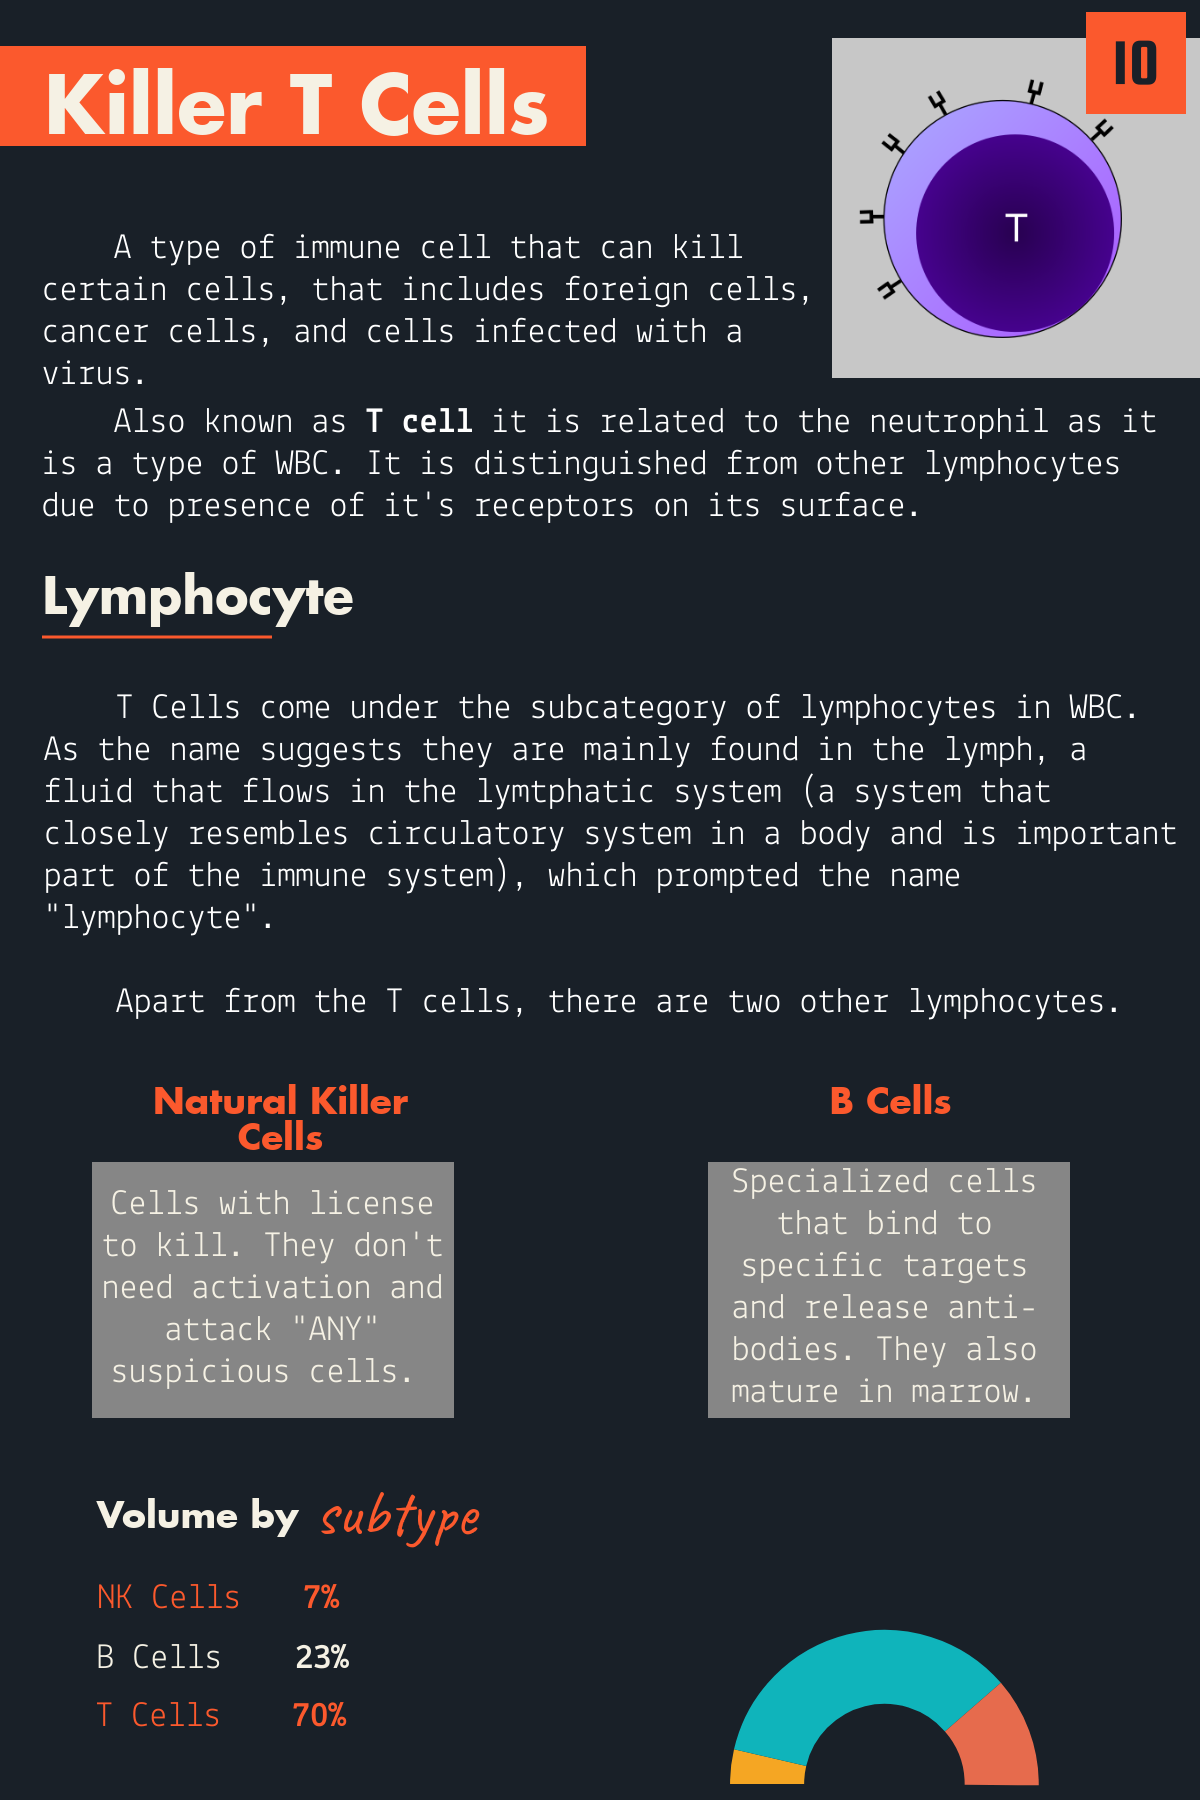 10
Killer T Cells
T
A type of immune cell that can kill
certain cells, that includes foreign cells,
cancer cells, and cells infected with a
virus.
Also known as T cell it is related to the neutrophil as it
is a type of WBC. It is distinguished from other lymphocytes
due to presence of it's receptors on its surface.
Lymphocyte
T Cells come under the subcategory of lymphocytes in WBC.
As the name suggests they are mainly found in the lymph, a
fluid that flows in the lymtphatic system (a system that
closely resembles circulatory system in a body and is important
part of the immune system), which prompted the name
"lymphocyte".
Apart from the T cells, there are two other lymphocytes.
Natural Killer
Cells
Cells with license
to kill. They don't
need activation and
attack "ANY"
suspicious cells.
B Cells
Specialized cells
that bind to
specific targets
and release anti-
bodies. They also
mature in marrow.
Volume by subtype
NK Cells 7%
B Cells 23%
T Cells 70%